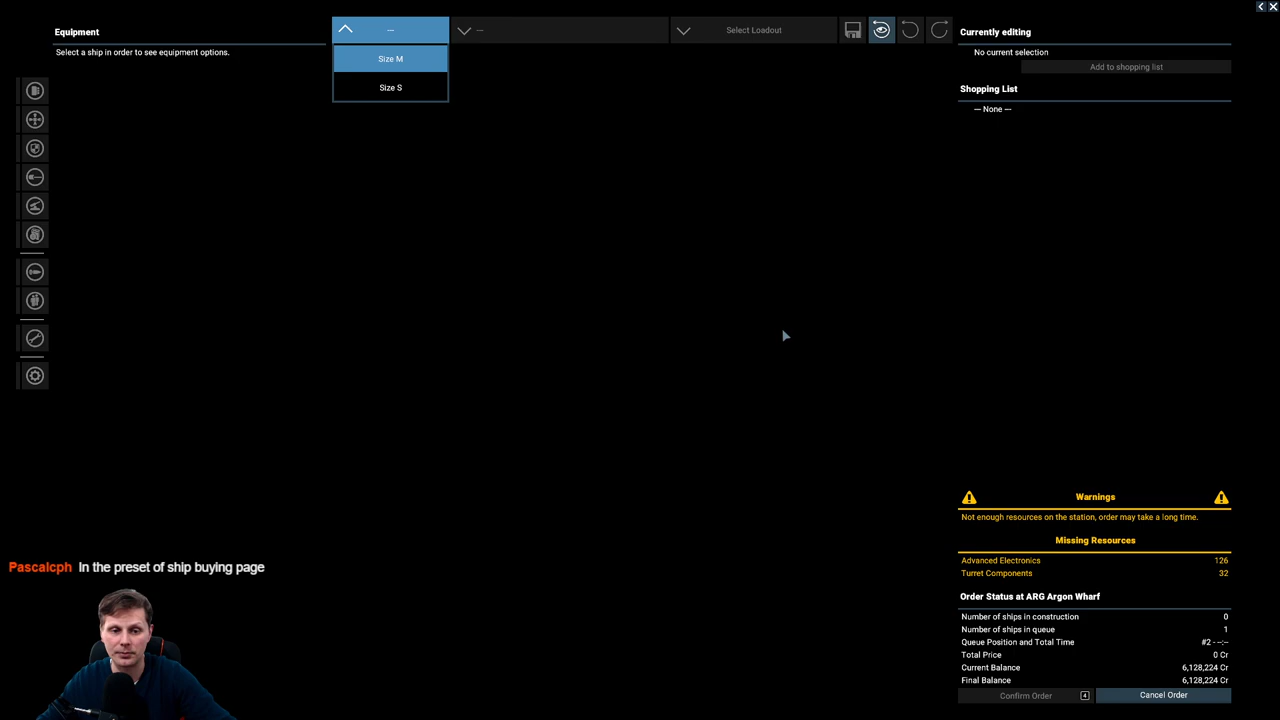 Equipment
Select a ship in order to see equipment options.
—
Size M
Size S
—
Select Loadout
Currently editing
No current selection
Add to shopping list
Shopping List
— None —
Warnings
Not enough resources on the station, order may take a long time.
Missing Resources
Advanced Electronics 126
Turret Components 32
Order Status at ARG Argon Wharf
Number of ships in construction 0
Number of ships in queue 1
Queue Position and Total Time #2 - --:--
Total Price 0 Cr
Current Balance 6,128,224 Cr
Final Balance 6,128,224 Cr
Confirm Order 4
Cancel Order
Pascalcph In the preset of ship buying page